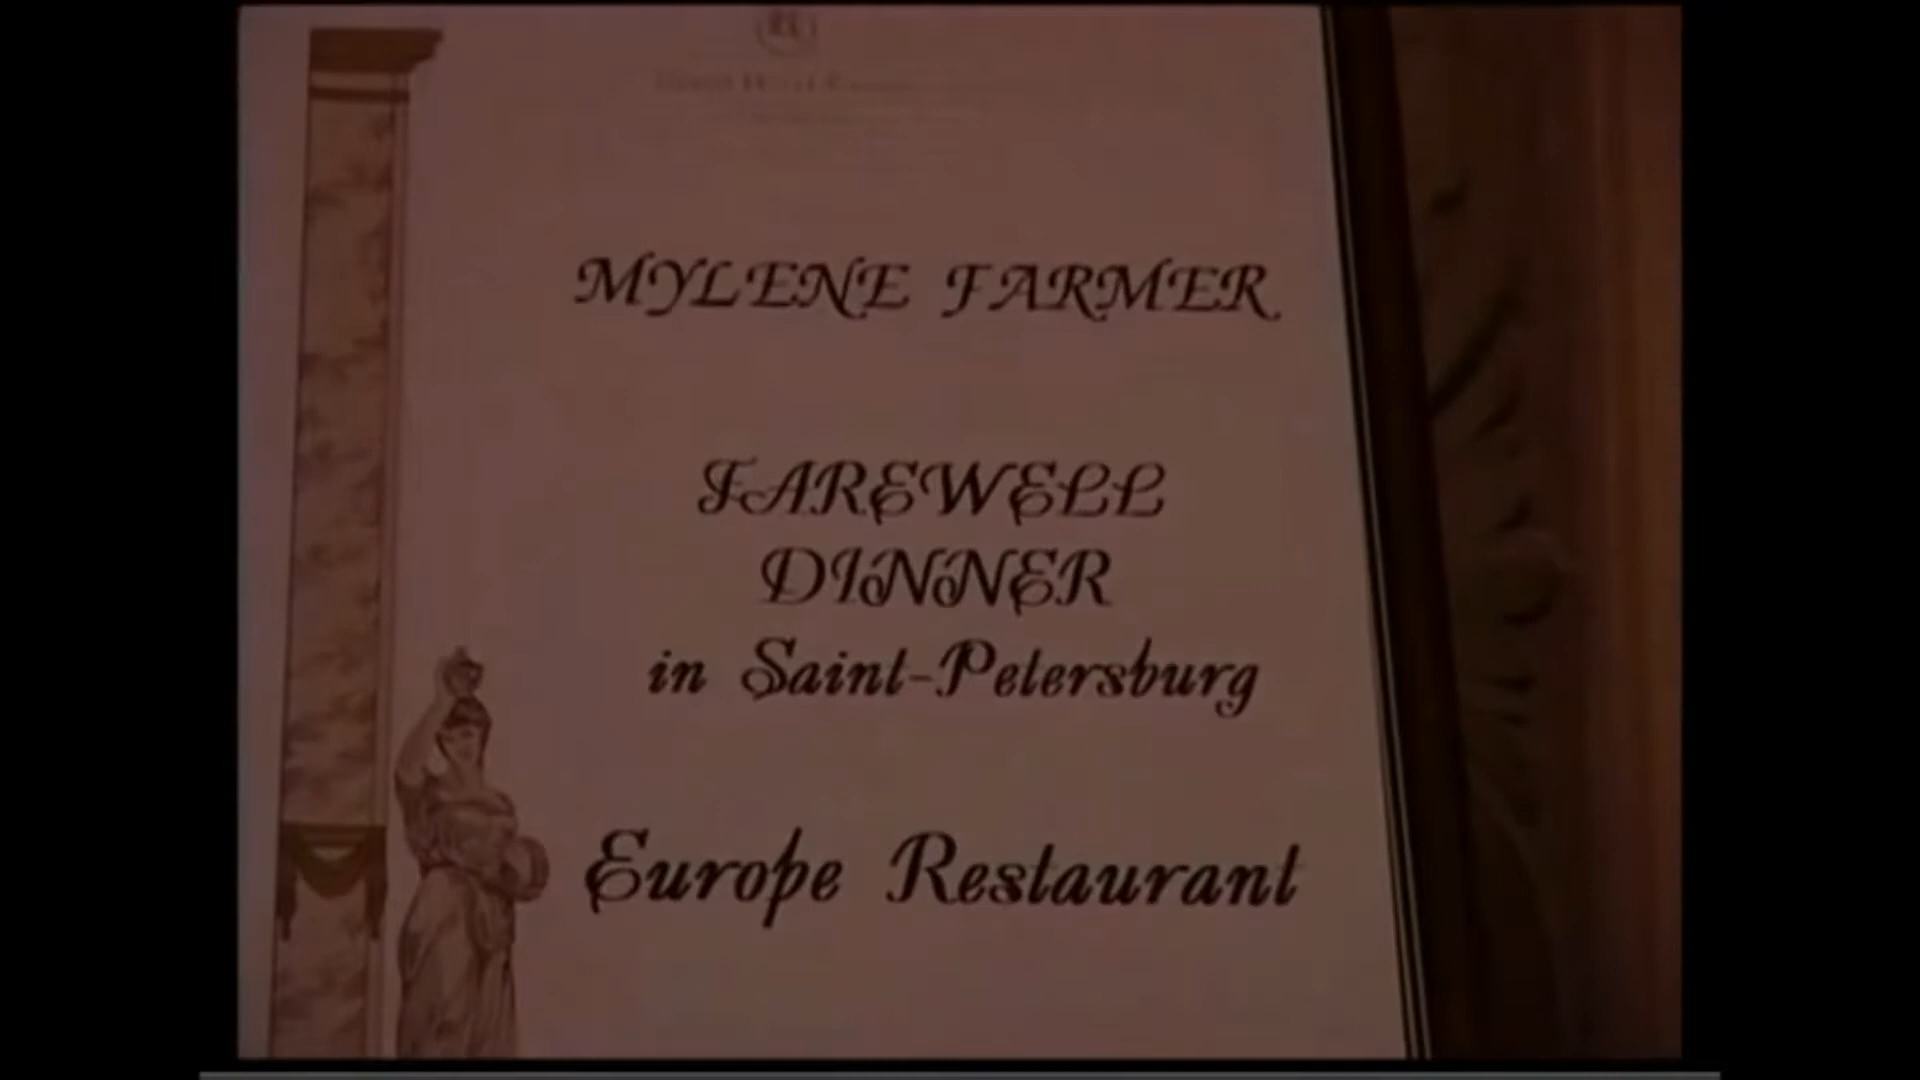 MYLENE FARMER
FAREWELL
DINNER
in Saint-Petersburg
Europe Restaurant